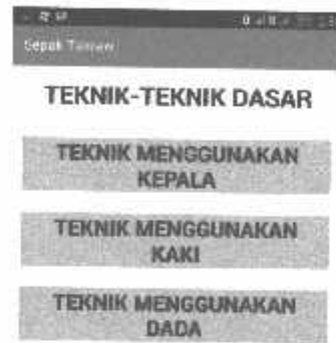 Sepak Takraw
TEKNIK-TEKNIK DASAR
TEKNIK MENGGUNAKAN
KEPALA
TEKNIK MENGGUNAKAN
KAKI
TEKNIK MENGGUNAKAN
DADA